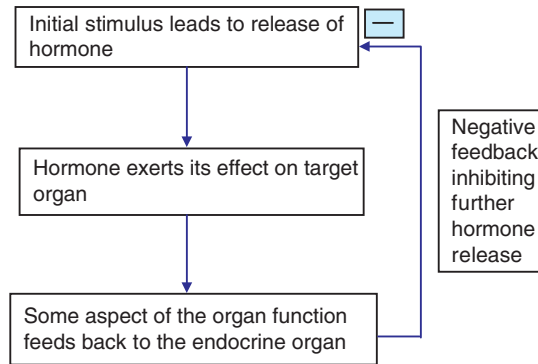 Initial stimulus leads to release of
hormone
—
Hormone exerts its effect on target
organ
Negative
feedback
inhibiting
further
hormone
release
Some aspect of the organ function
feeds back to the endocrine organ